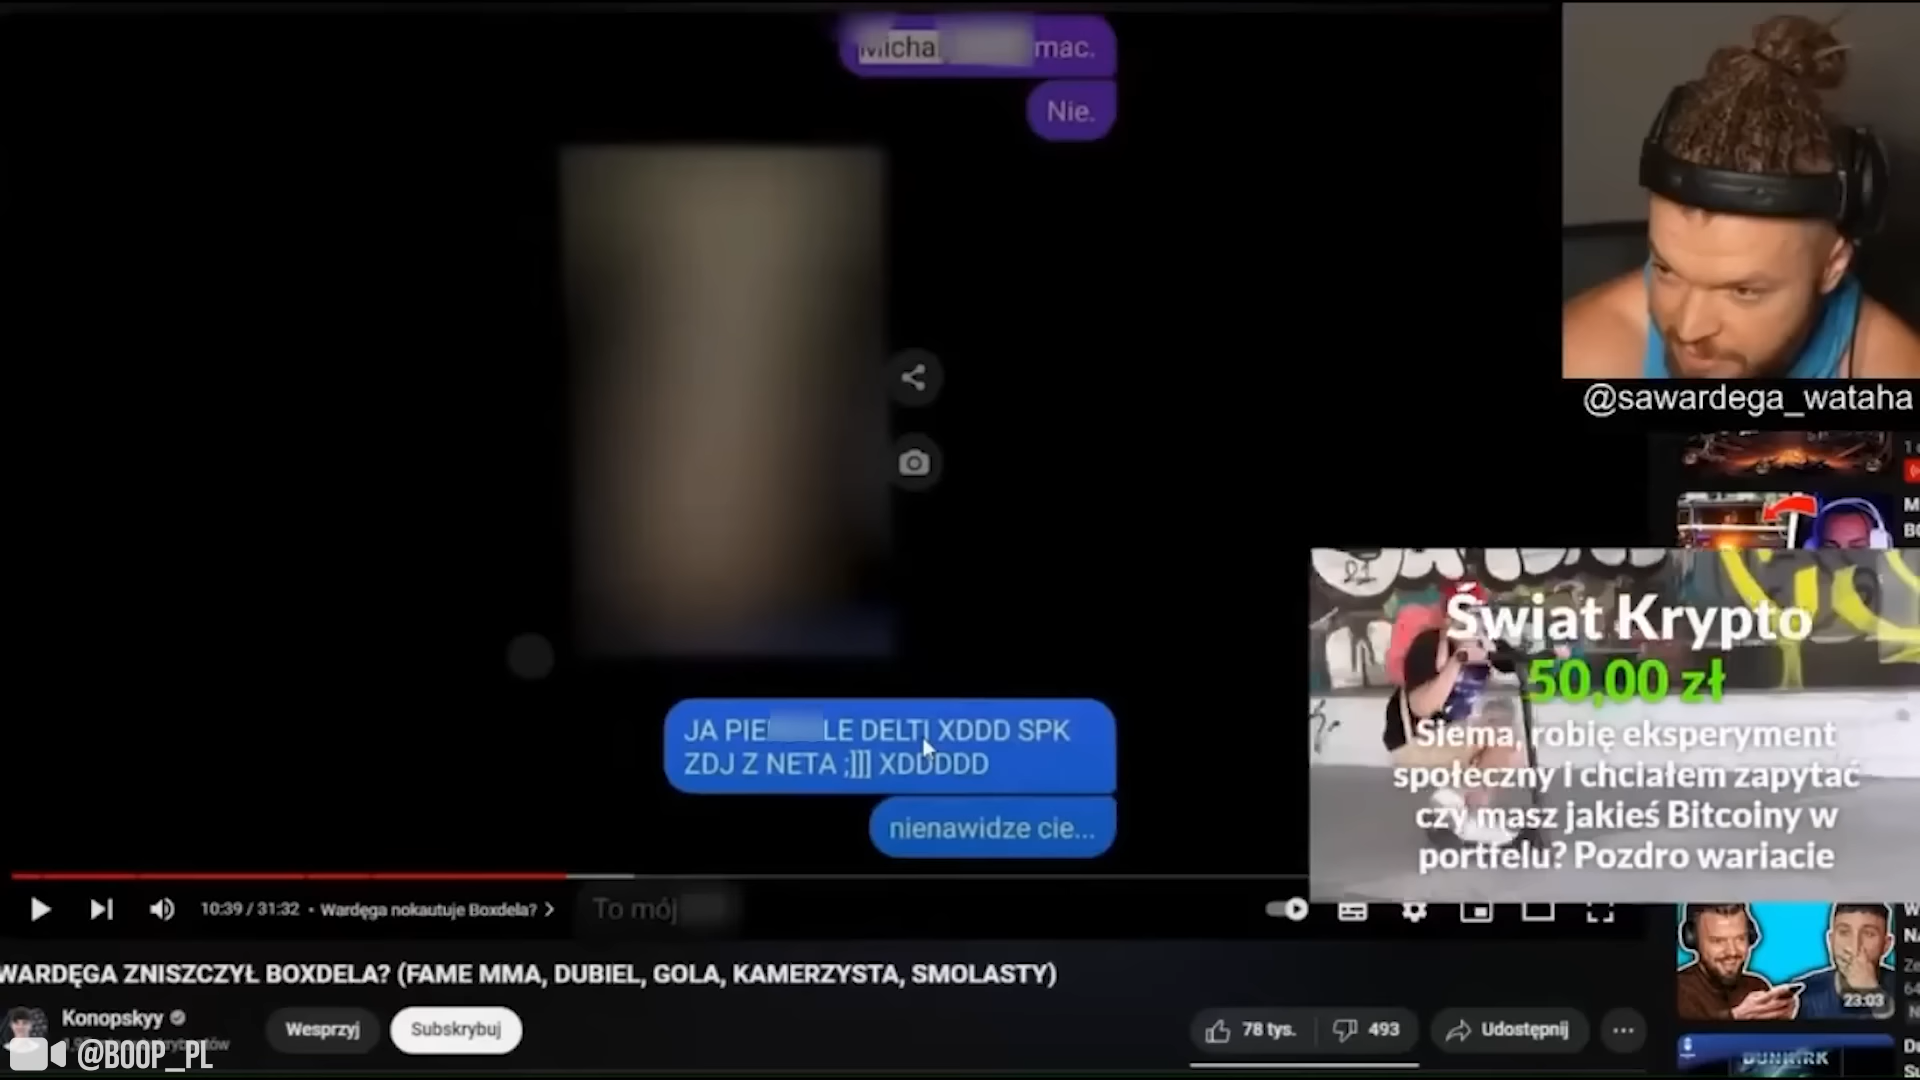 Micha
mac.
Nie.
@sawardega_wataha
Świat Krypto
50,00 zł
Siema, robię eksperyment
społeczny i chciałem zapytać
czy masz jakieś Bitcoiny w
portfelu? Pozdro wariacie
JA PIE LE DELTI XDDD SPK
ZDJ Z NETA ;]]] XDDDDD
nienawidze cie...
To mój
10:39 / 31:32 • Wardęga nokautuje Boxdela?
WARDĘGA ZNISZCZYŁ BOXDELA? (FAME MMA, DUBIEL, GOLA, KAMERZYSTA, SMOLASTY)
Konopskyy
Wesprzyj
Subskrybuj
78 tys.
493
Udostępnij
23:03
DUNKIRK
@BOOP_PL